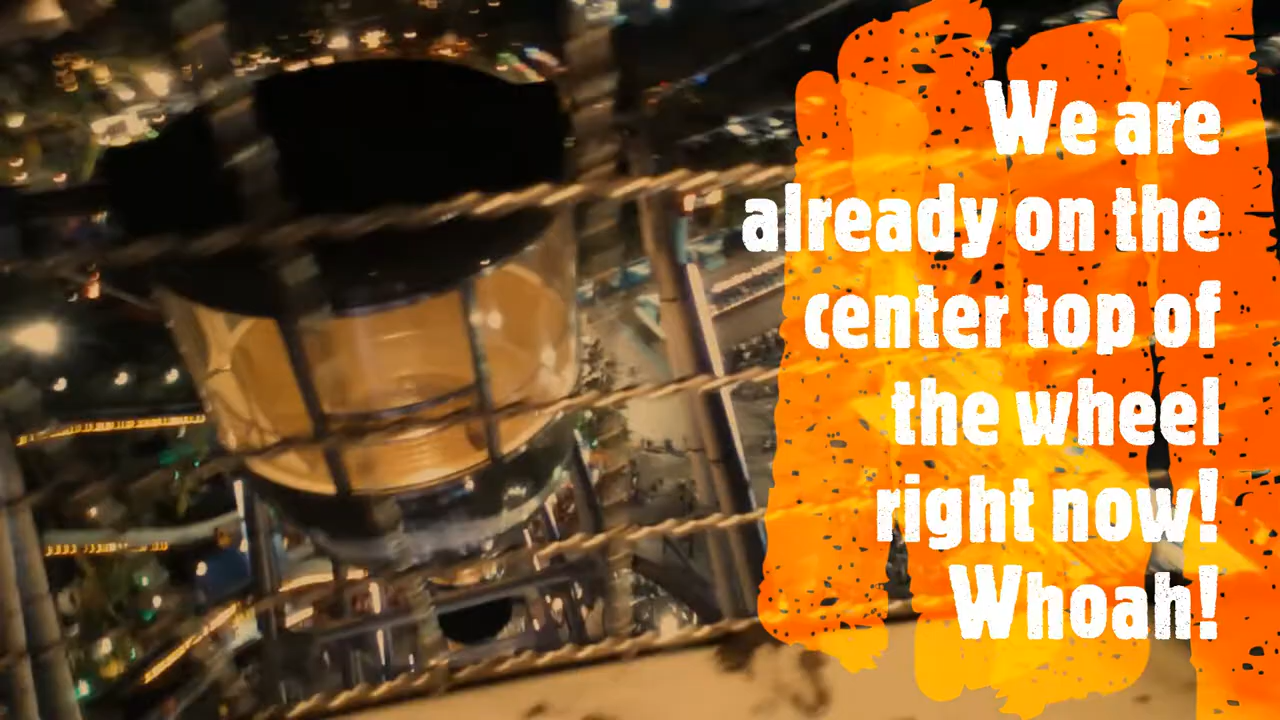 We are
already on the
center top of
the wheel
right now!
Whoah!